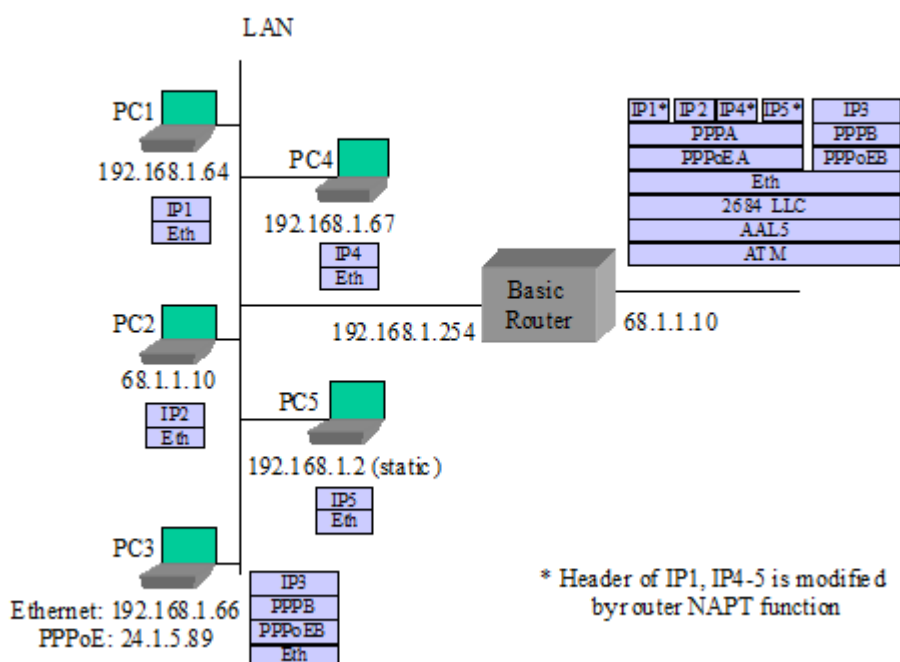 LAN
PC1
192.168.1.64
IP1
Eth
PC4
192.168.1.67
IP4
Eth
IP1* IP2 IP4* IP5* IP3
PPPA PPPB
PPPoEA PPPoEB
Eth
2684 LLC
AAL5
ATM
Basic
Router
192.168.1.254
68.1.1.10
PC2
68.1.1.10
IP2
Eth
PC5
192.168.1.2 (static)
IP5
Eth
PC3
Ethernet: 192.168.1.66
PPPoE: 24.1.5.89
IP3
PPPB
PPPoEB
Eth
* Header of IP1, IP4-5 is modified
by router NAPT function